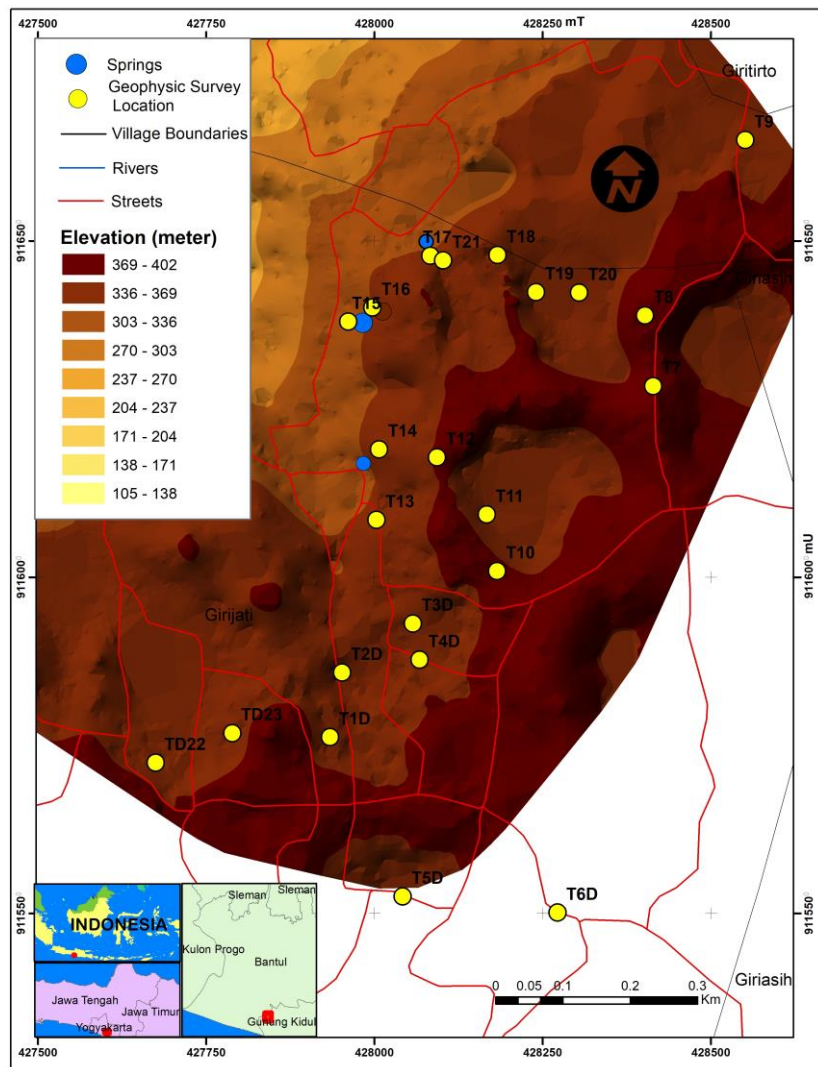 427500
427750
428000
428250 mT
428500
Springs
Geophysic Survey
Location
Village Boundaries
Rivers
Streets
Elevation (meter)
369 - 402
336 - 369
303 - 336
270 - 303
237 - 270
204 - 237
171 - 204
138 - 171
105 - 138
Giritirto
T9
N
911650
911650
T17
T21
T18
T19
T20
T8
T16
T15
T7
T14
T12
T11
T13
T10
911600
911600 mU
Girijati
T3D
T4D
T2D
TD23
T1D
TD22
T5D
T6D
911550
911550
Giriasih
INDONESIA
Sleman
Sleman
Kulon Progo
Bantul
Gunung Kidul
Jawa Tengah
Jawa Timur
Yogyakarta
0 0.05 0.1 0.2 0.3
Km
427500
427750
428000
428250
428500